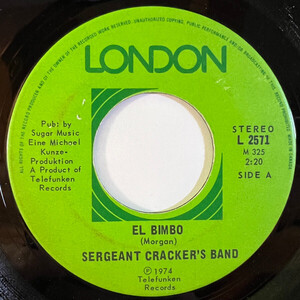 LONDON
Pub: by
Sugar Music
Eine Michael
Kunze-
Produktion
A Product of
Telefunken
Records
STEREO
L 2571
M 325
2:20
SIDE A
EL BIMBO
(Morgan)
SERGEANT CRACKER'S BAND
℗ 1974
Telefunken
Records